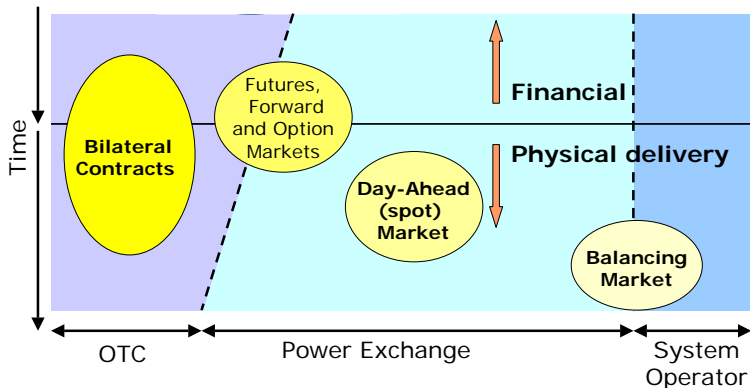 Time
Bilateral
Contracts
Futures,
Forward
and Option
Markets
Financial
Physical delivery
Day-Ahead
(spot)
Market
Balancing
Market
OTC
Power Exchange
System
Operator